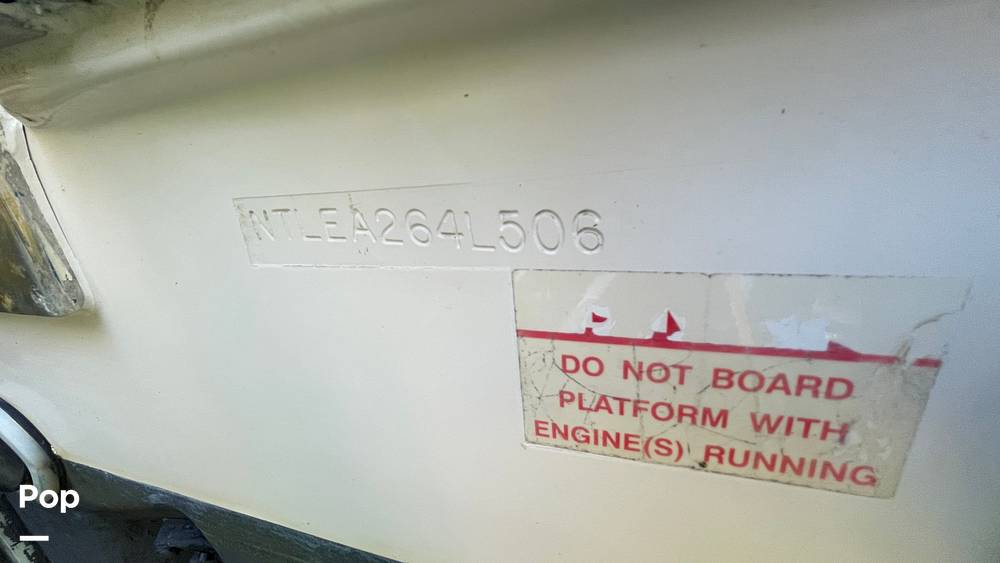 NTLEA264L506
DO NOT BOARD
PLATFORM WITH
ENGINE(S) RUNNING
Pop